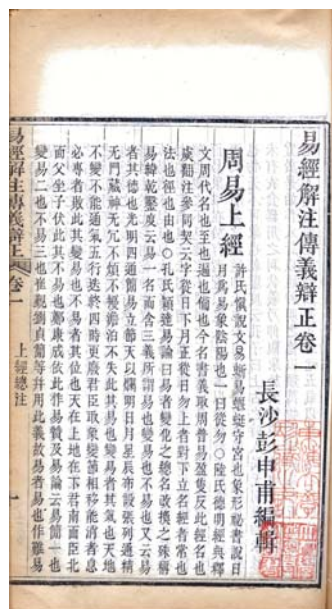 易經解注傳義辯正卷一
長沙彭申甫編輯
周易上經
許氏慎說文易蜥易蝘蜓守宮也象形祕書說日
月爲易象陰陽也一曰從勿○陸氏德明經典釋
文周代名也至也遍也備也今名書義取周普易盈隻反此經名也
虞翻注參同契云字從日下月正從日勿上者對下立名經者常也
法也徑也由也○孔氏穎達易論曰易者變化之總名改換之殊稱
易緯乾鑿度云易一名而含三義所謂易也變易也不易也又云易
者其德也光明四通簡易立節天以爛明日月星辰布設張列通精
无門藏神无穴不煩不擾澹泊不失此其易也變易者其氣也天地
不變不能通氣五行迭終四時更廢君臣取象變節相移能消者息
必專者敗此其變易也不易者其位也天在上地在下君南面臣北
面父坐子伏此其不易也鄭康成依此作易贊及易論云易簡一也
變易二也不易三也崔覲劉貞簡等并用此義故易者易也作難易
易經解注傳義辯正
卷一
上經總注
一